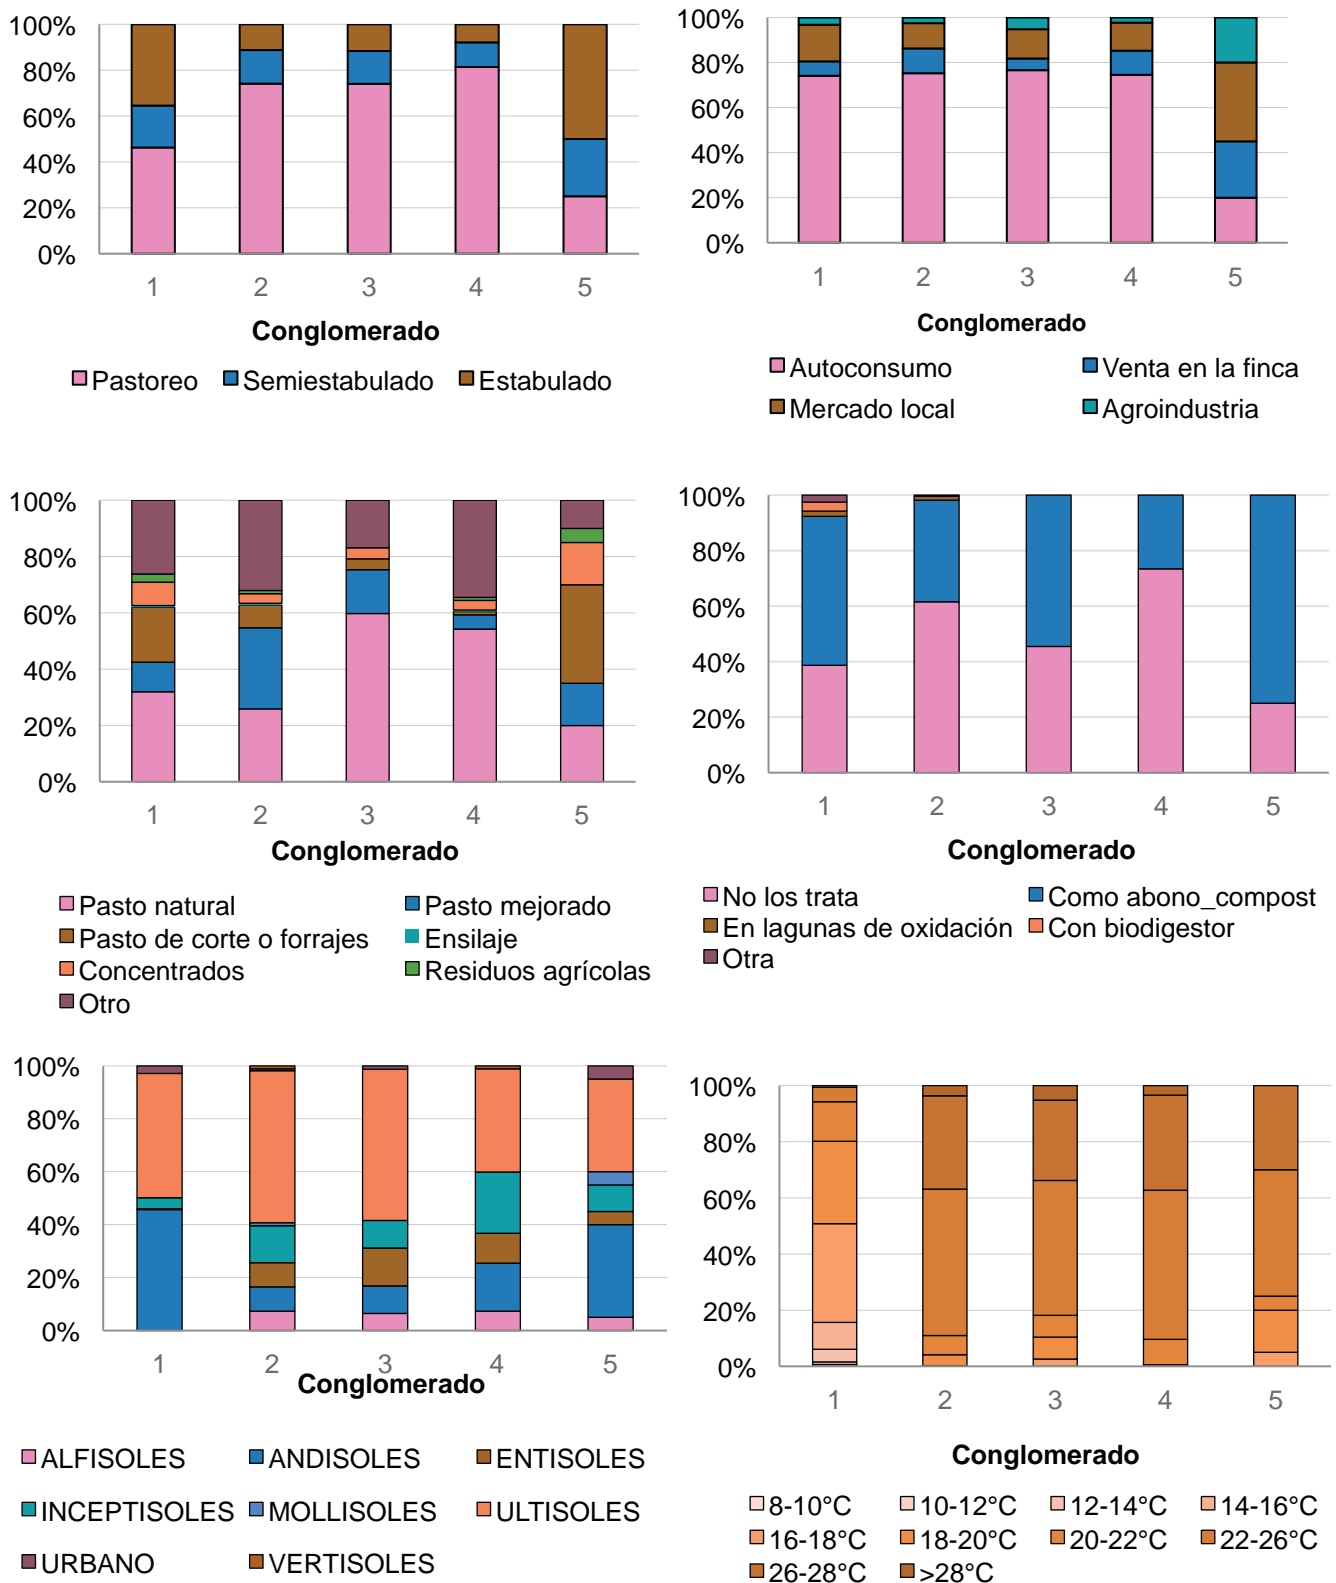 100%
80%
60%
40%
20%
0%
1 2 3 4 5
Conglomerado
Pastoreo Semiestabulado Estabulado
100%
80%
60%
40%
20%
0%
1 2 3 4 5
Conglomerado
Autoconsumo Venta en la finca
Mercado local Agroindustria
100%
80%
60%
40%
20%
0%
1 2 3 4 5
Conglomerado
Pasto natural Pasto mejorado
Pasto de corte o forrajes Ensilaje
Concentrados Residuos agrícolas
Otro
100%
80%
60%
40%
20%
0%
1 2 3 4 5
Conglomerado
No los trata Como abono_compost
En lagunas de oxidación Con biodigestor
Otra
100%
80%
60%
40%
20%
0%
1 2 3 4 5
Conglomerado
ALFISOLES ANDISOLES ENTISOLES
INCEPTISOLES MOLLISOLES ULTISOLES
URBANO VERTISOLES
100%
80%
60%
40%
20%
0%
1 2 3 4 5
Conglomerado
8-10°C 10-12°C 12-14°C 14-16°C
16-18°C 18-20°C 20-22°C 22-26°C
26-28°C >28°C